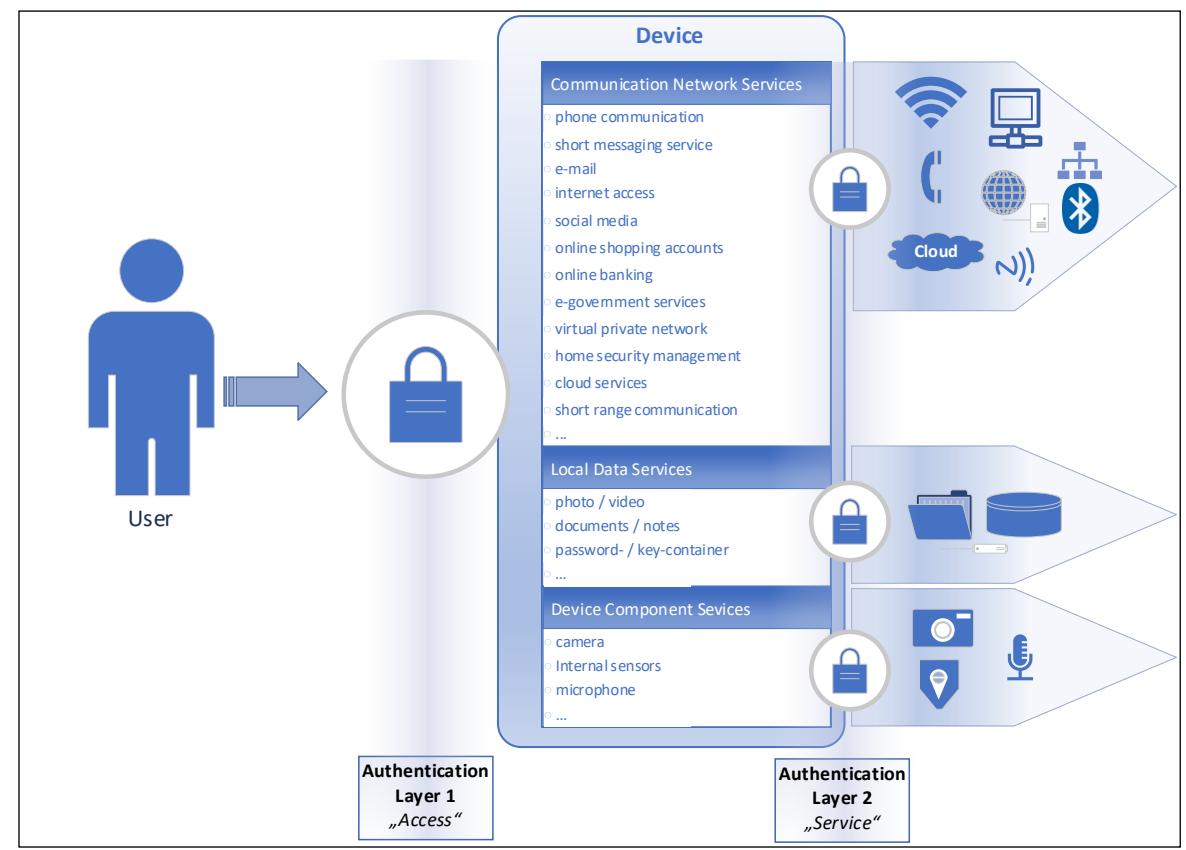 Device
Communication Network Services
phone communication
short messaging service
e-mail
internet access
social media
online shopping accounts
online banking
e-government services
virtual private network
home security management
cloud services
short range communication
...
Cloud
Local Data Services
photo / video
documents / notes
password- / key-container
...
Device Component Sevices
camera
Internal sensors
microphone
...
User
Authentication
Layer 1
„Access“
Authentication
Layer 2
„Service“